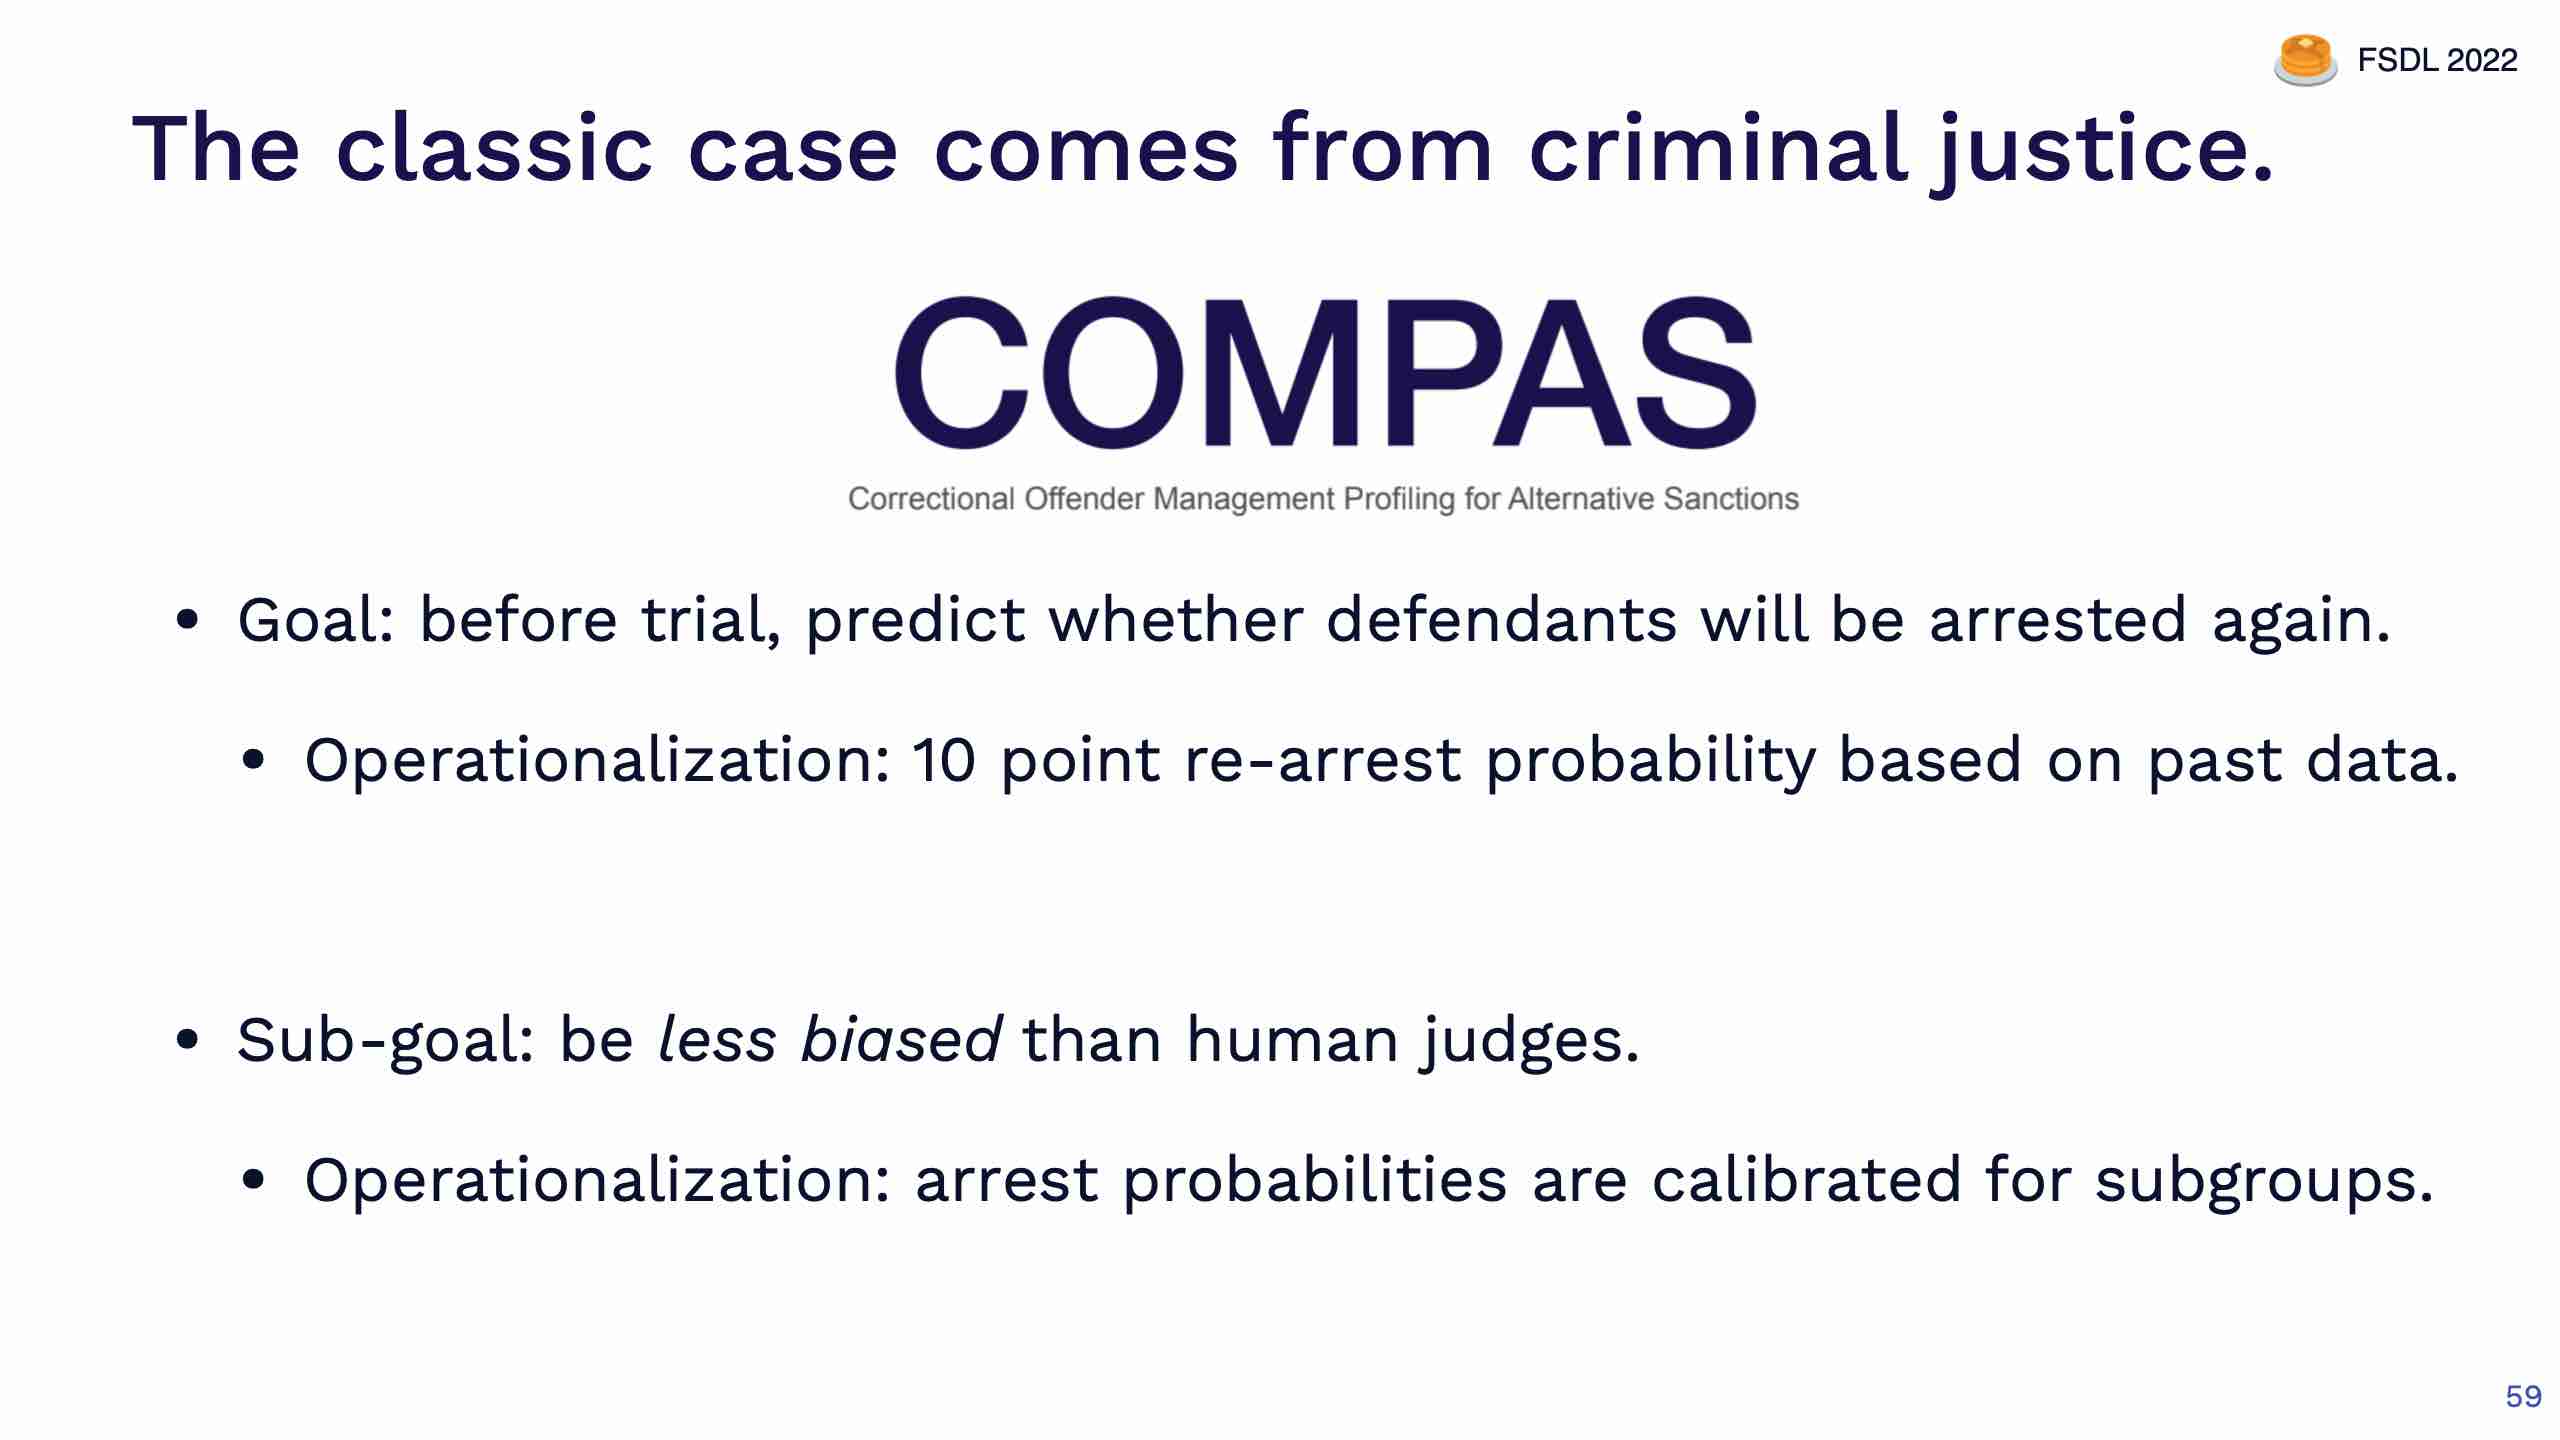 FSDL 2022
The classic case comes from criminal justice.
COMPAS
Correctional Offender Management Profiling for Alternative Sanctions
• Goal: before trial, predict whether defendants will be arrested again.
• Operationalization: 10 point re-arrest probability based on past data.
• Sub-goal: be less biased than human judges.
• Operationalization: arrest probabilities are calibrated for subgroups.
59